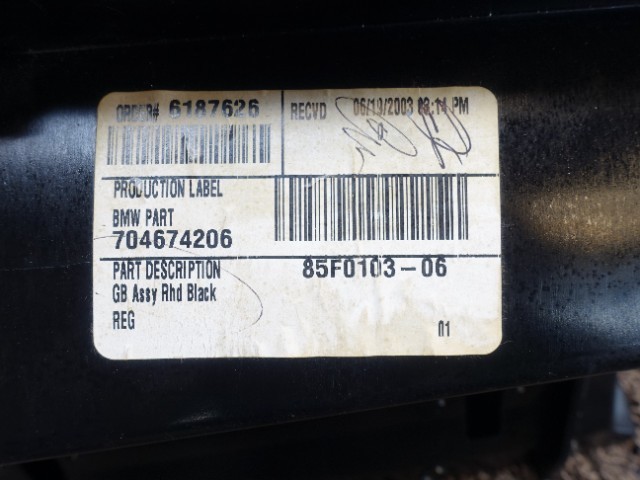 ORDER# 6187626
RECVD 06/19/2003 03:14 PM
PRODUCTION LABEL
BMW PART
704674206
PART DESCRIPTION
85F0103-06
GB Assy Rhd Black
REG
01